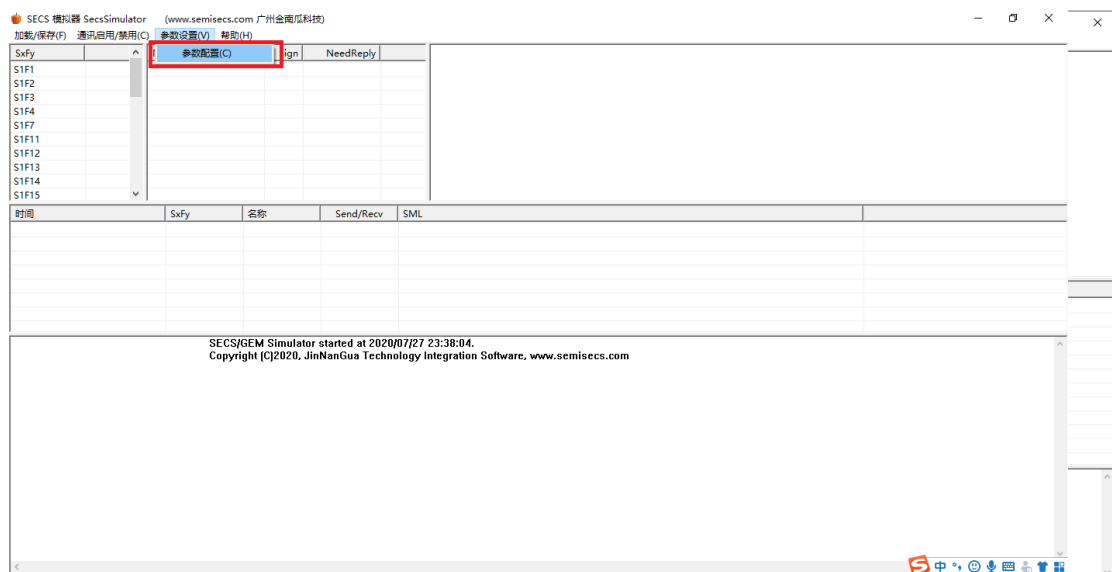 SECS 模拟器 SecsSimulator (www.semisecs.com 广州金南瓜科技)
加载/保存(F) 通讯启用/禁用(C) 参数设置(V) 帮助(H)
参数配置(C)
SxFy ign NeedReply
S1F1
S1F2
S1F3
S1F4
S1F7
S1F11
S1F12
S1F13
S1F14
S1F15
时间 SxFy 名称 Send/Recv SML
SECS/GEM Simulator started at 2020/07/27 23:38:04.
Copyright (C)2020, JinNanGua Technology Integration Software, www.semisecs.com
中